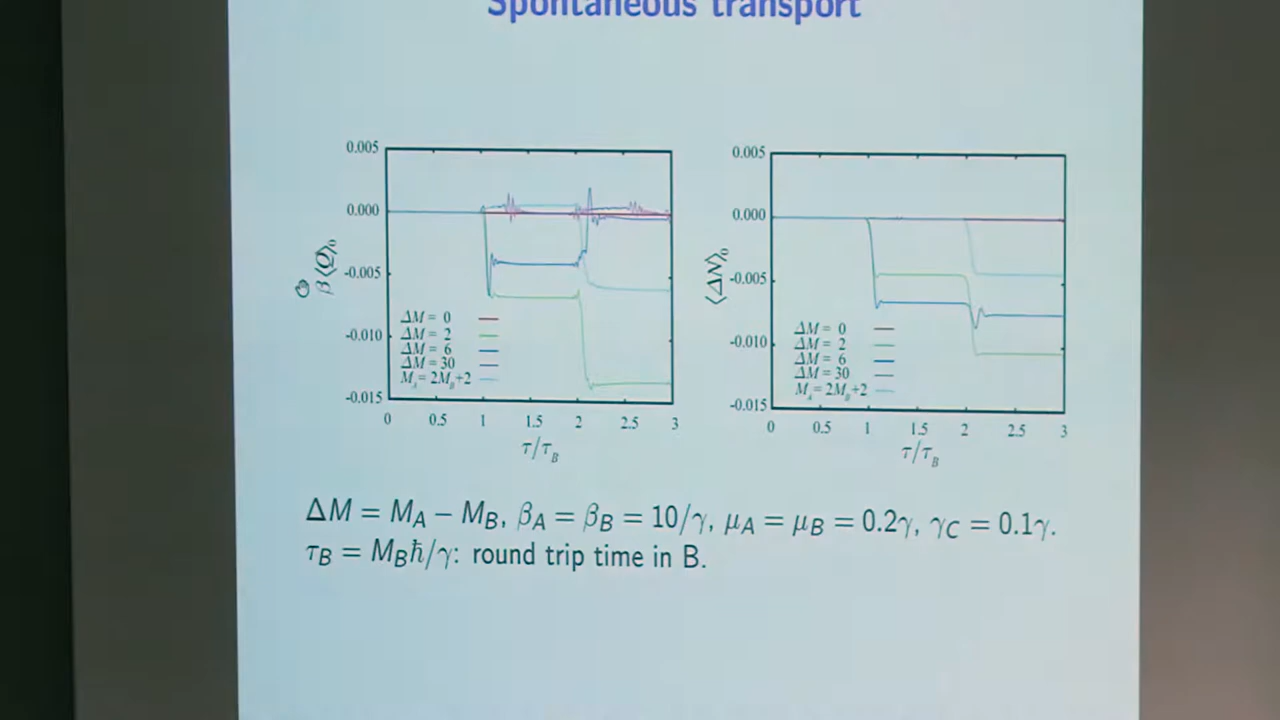 Spontaneous transport
0.005
0.000
-0.005
-0.010
-0.015
β⟨Q⟩₀
ΔM = 0
ΔM = 2
ΔM = 6
ΔM = 30
M_A = 2M_B+2
0 0.5 1 1.5 2 2.5 3
τ/τ_B
0.005
0.000
-0.005
-0.010
-0.015
⟨ΔN⟩₀
ΔM = 0
ΔM = 2
ΔM = 6
ΔM = 30
M_A = 2M_B+2
0 0.5 1 1.5 2 2.5 3
τ/τ_B
ΔM = M_A – M_B, β_A = β_B = 10/γ, μ_A = μ_B = 0.2γ, γ_C = 0.1γ.
τ_B = M_Bħ/γ: round trip time in B.